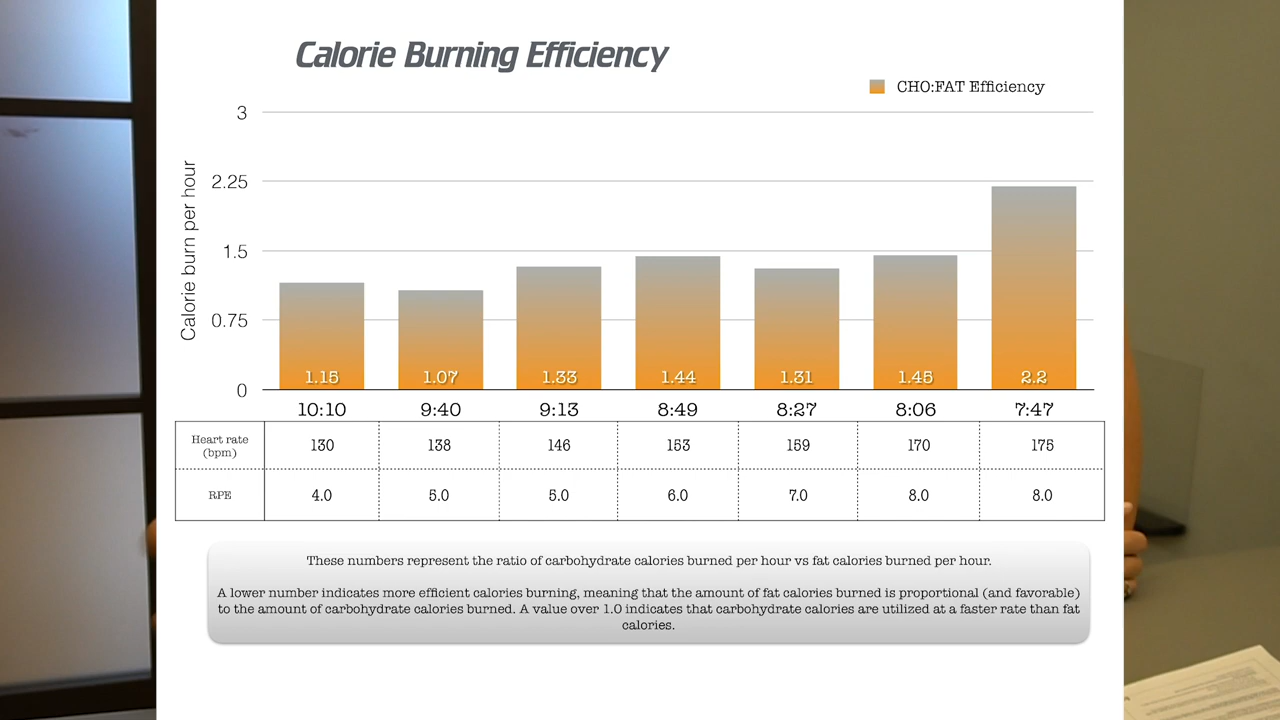 Calorie Burning Efficiency
CHO:FAT Efficiency
Calorie burn per hour
3
2.25
1.5
0.75
0
1.15 1.07 1.33 1.44 1.31 1.45 2.2
10:10 9:40 9:13 8:49 8:27 8:06 7:47
Heart rate
(bpm) 130 138 146 153 159 170 175
RPE 4.0 5.0 5.0 6.0 7.0 8.0 8.0
These numbers represent the ratio of carbohydrate calories burned per hour vs fat calories burned per hour.
A lower number indicates more efficient calories burning, meaning that the amount of fat calories burned is proportional (and favorable)
to the amount of carbohydrate calories burned. A value over 1.0 indicates that carbohydrate calories are utilized at a faster rate than fat
calories.